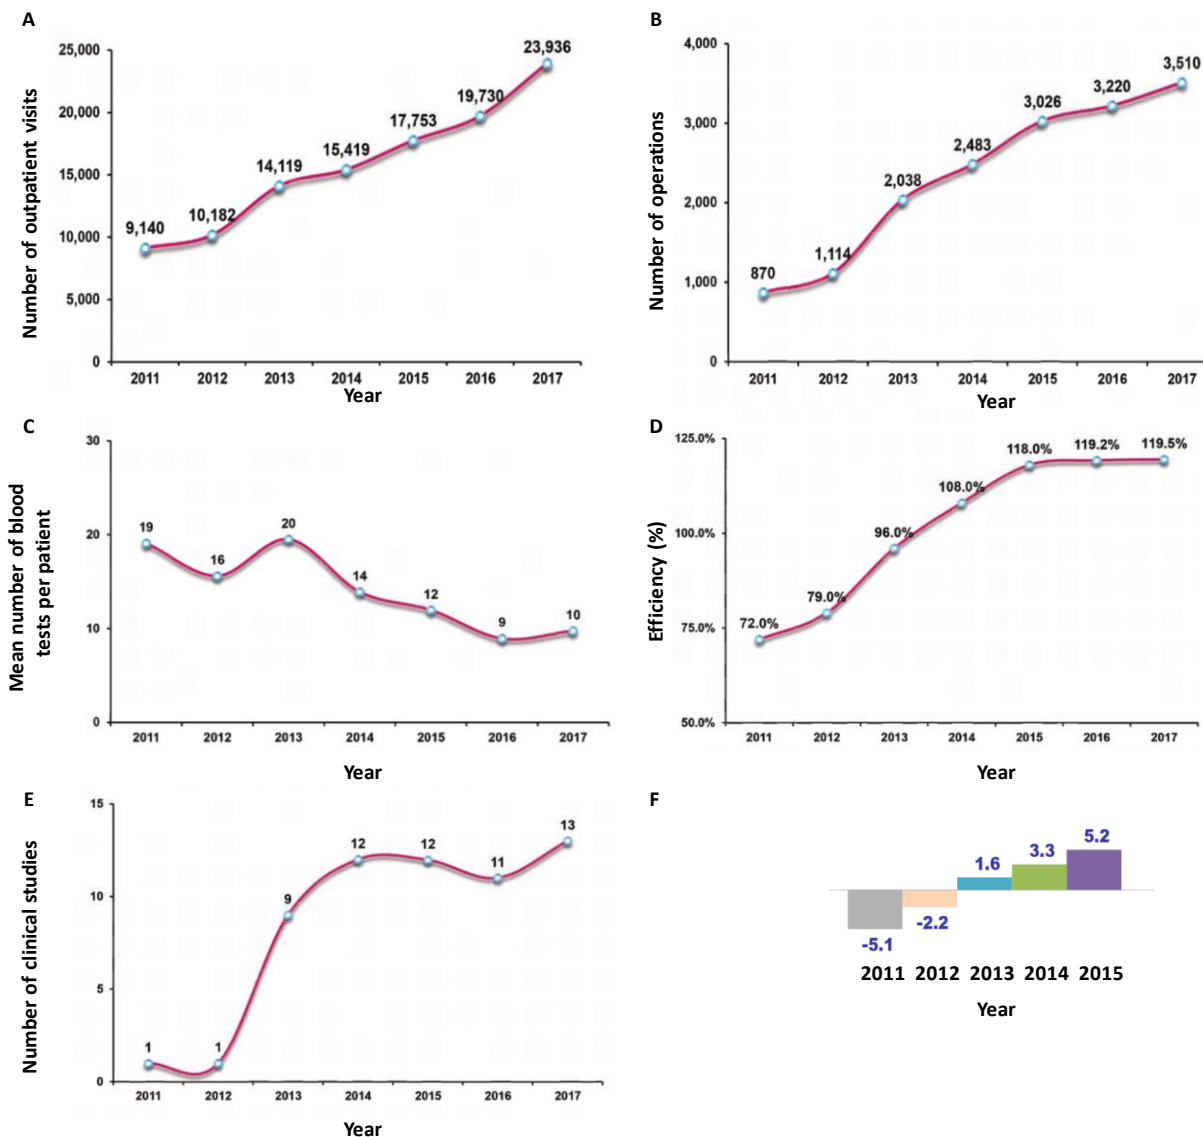 A
Number of outpatient visits
25,000
20,000
15,000
10,000
5,000
0
9,140
10,182
14,119
15,419
17,753
19,730
23,936
2011 2012 2013 2014 2015 2016 2017
Year
B
Number of operations
4,000
3,000
2,000
1,000
0
870
1,114
2,038
2,483
3,026
3,220
3,510
2011 2012 2013 2014 2015 2016 2017
Year
C
Mean number of blood
tests per patient
30
20
10
0
19
16
20
14
12
9
10
2011 2012 2013 2014 2015 2016 2017
Year
D
Efficiency (%)
125.0%
100.0%
75.0%
50.0%
72.0%
79.0%
96.0%
108.0%
118.0%
119.2%
119.5%
2011 2012 2013 2014 2015 2016 2017
Year
E
Number of clinical studies
15
10
5
0
1
1
9
12
12
11
13
2011 2012 2013 2014 2015 2016 2017
Year
F
-5.1
-2.2
1.6
3.3
5.2
2011 2012 2013 2014 2015
Year